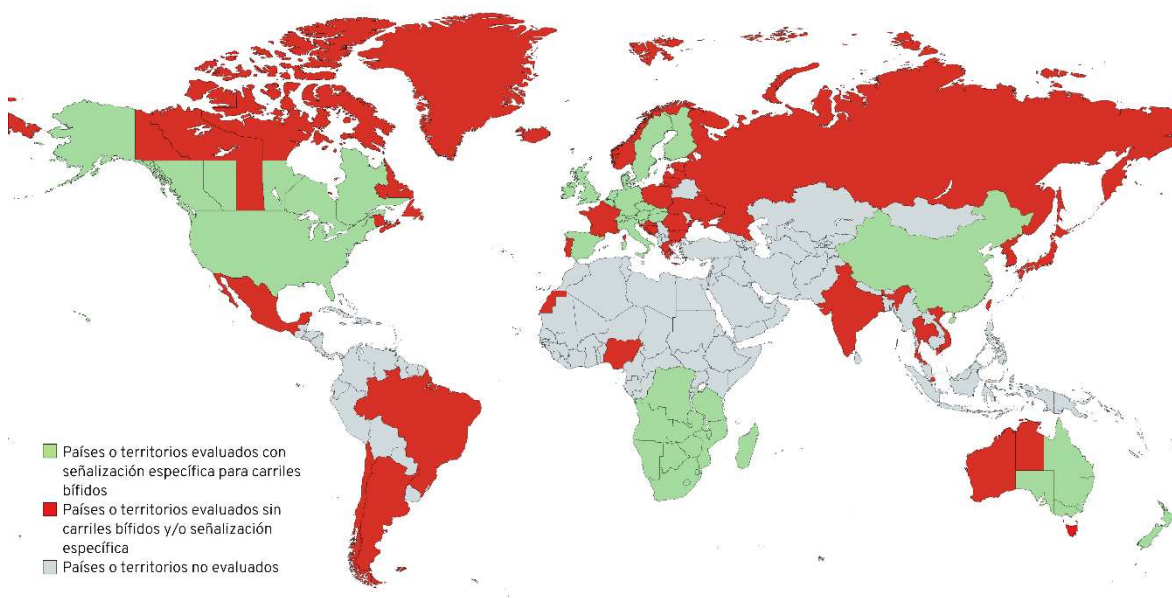 Países o territorios evaluados con
señalización específica para carriles
bífidos
Países o territorios evaluados sin
carriles bífidos y/o señalización
específica
Países o territorios no evaluados